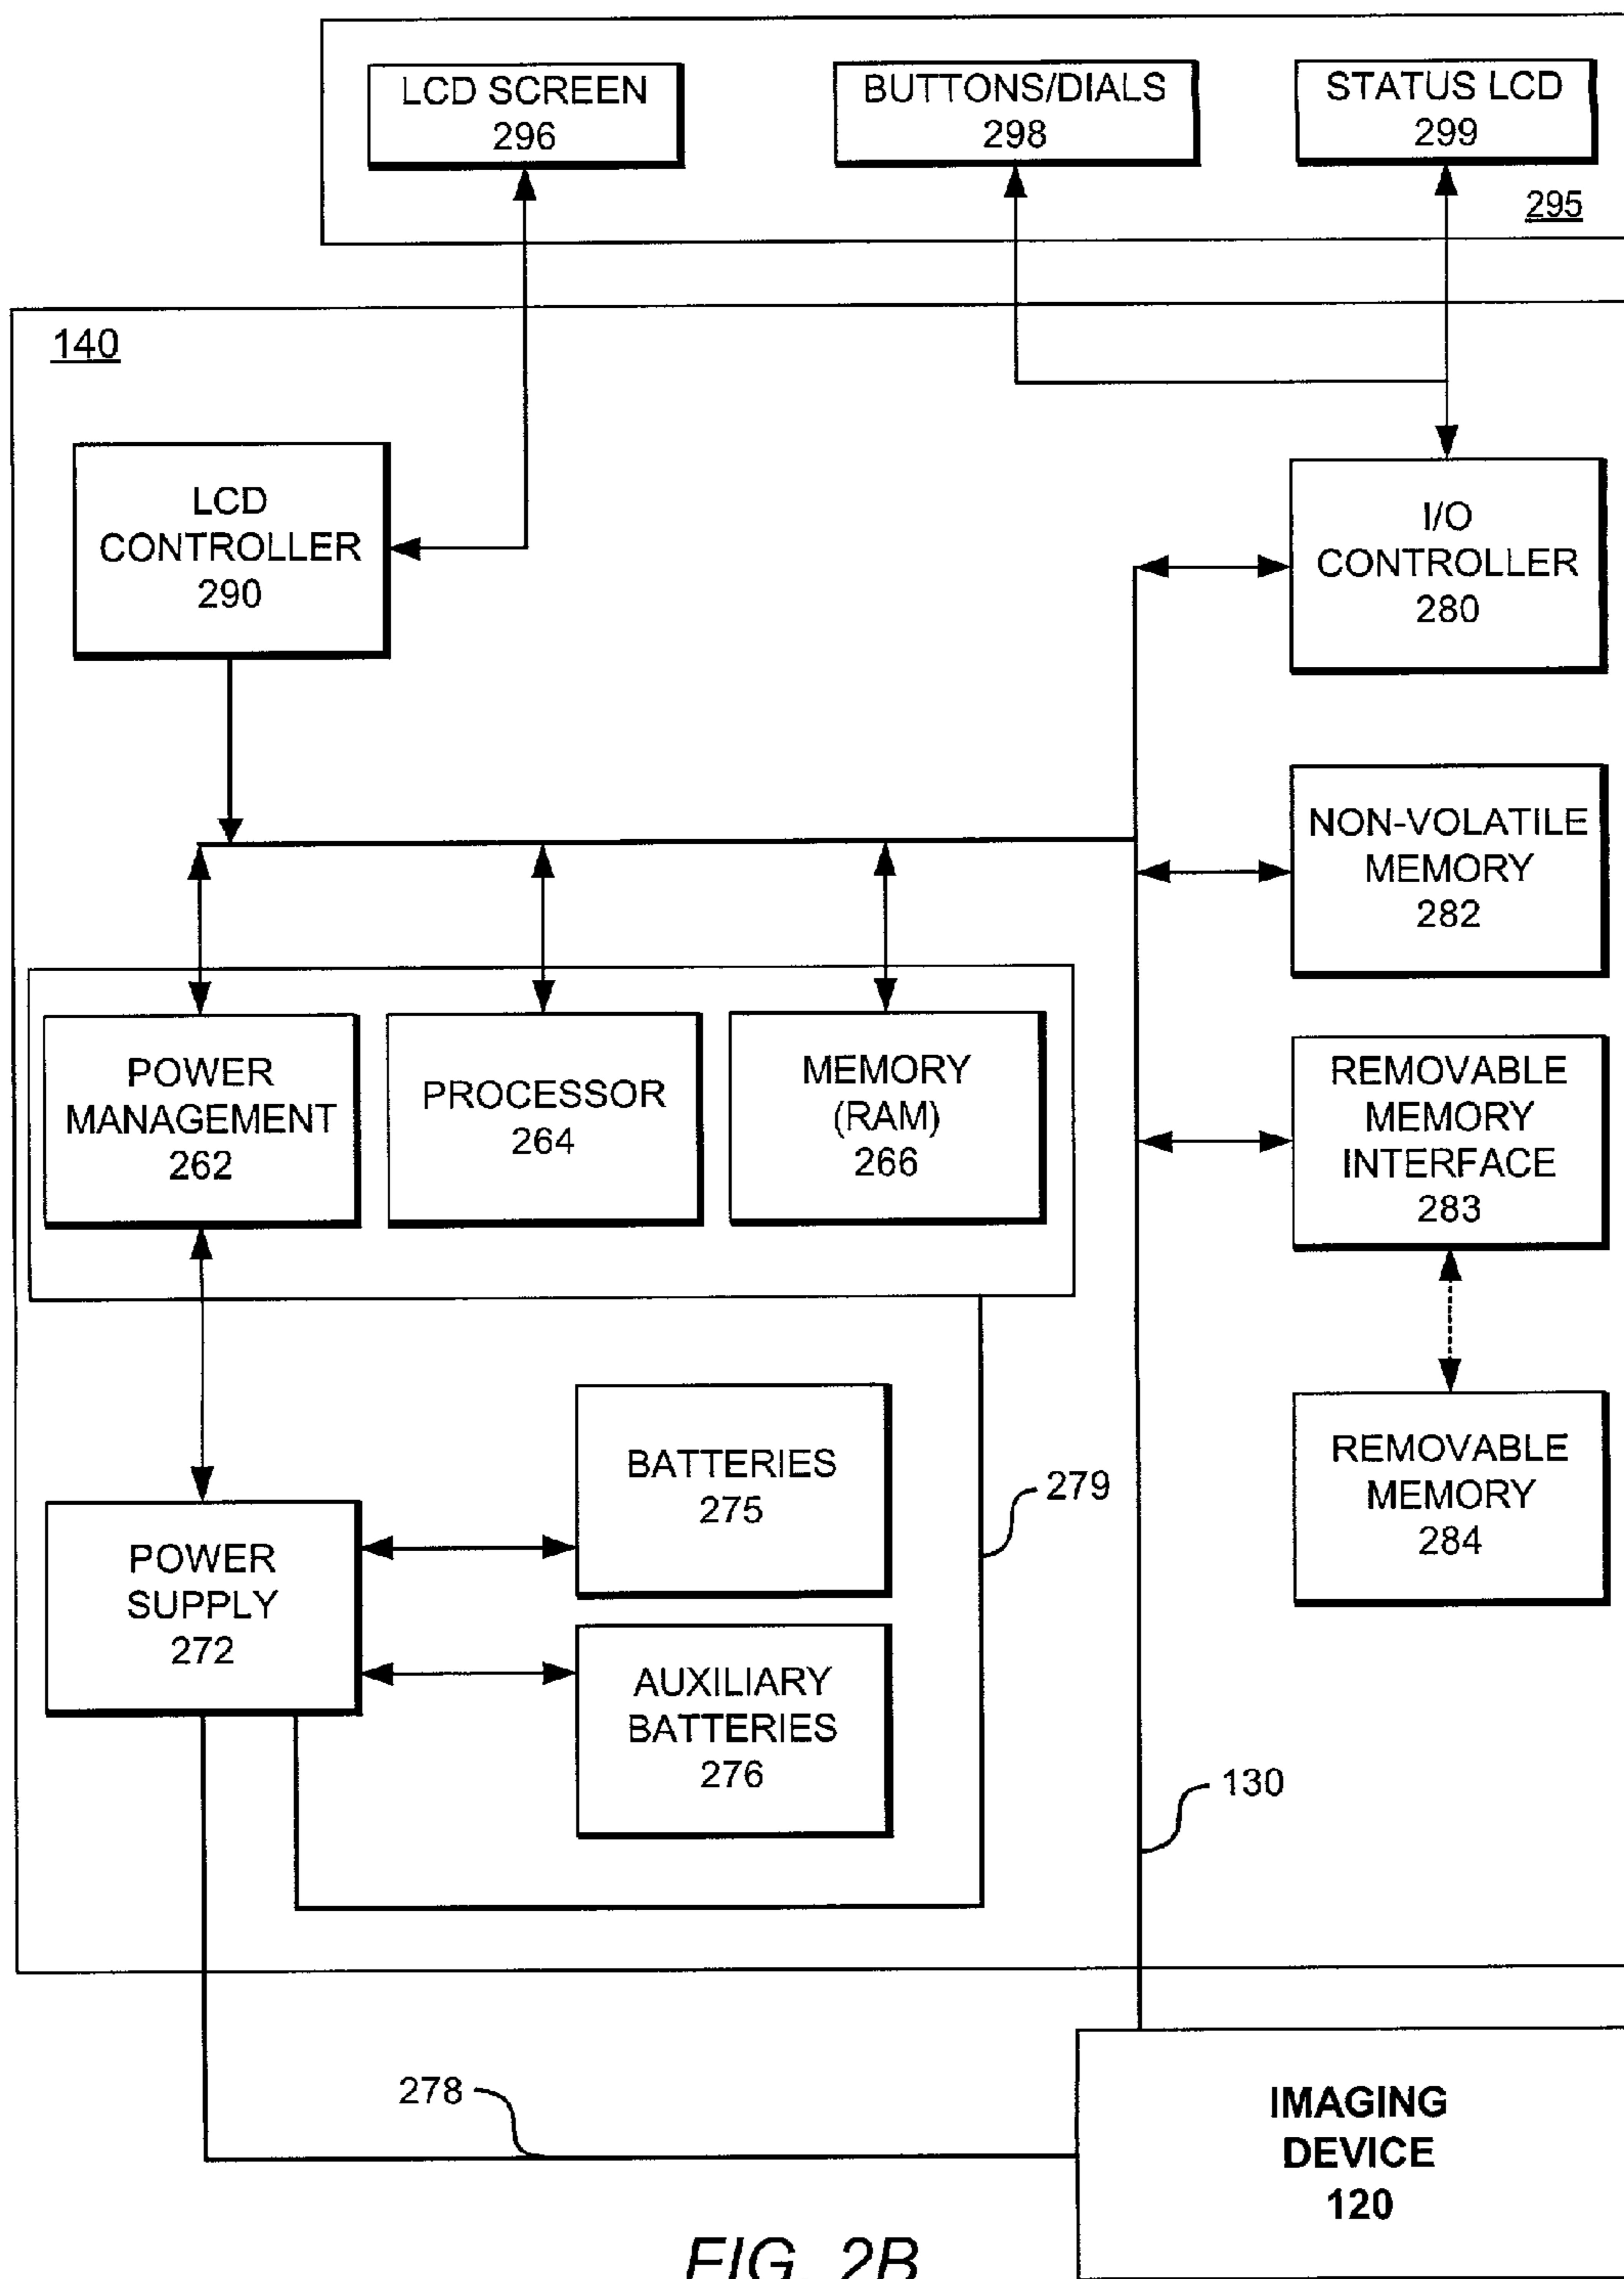 LCD SCREEN
296
BUTTONS/DIALS
298
STATUS LCD
299
295
140
LCD
CONTROLLER
290
I/O
CONTROLLER
280
NON-VOLATILE
MEMORY
282
POWER
MANAGEMENT
262
PROCESSOR
264
MEMORY
(RAM)
266
REMOVABLE
MEMORY
INTERFACE
283
BATTERIES
275
279
REMOVABLE
MEMORY
284
POWER
SUPPLY
272
AUXILIARY
BATTERIES
276
130
278
IMAGING
DEVICE
120
FIG. 2B